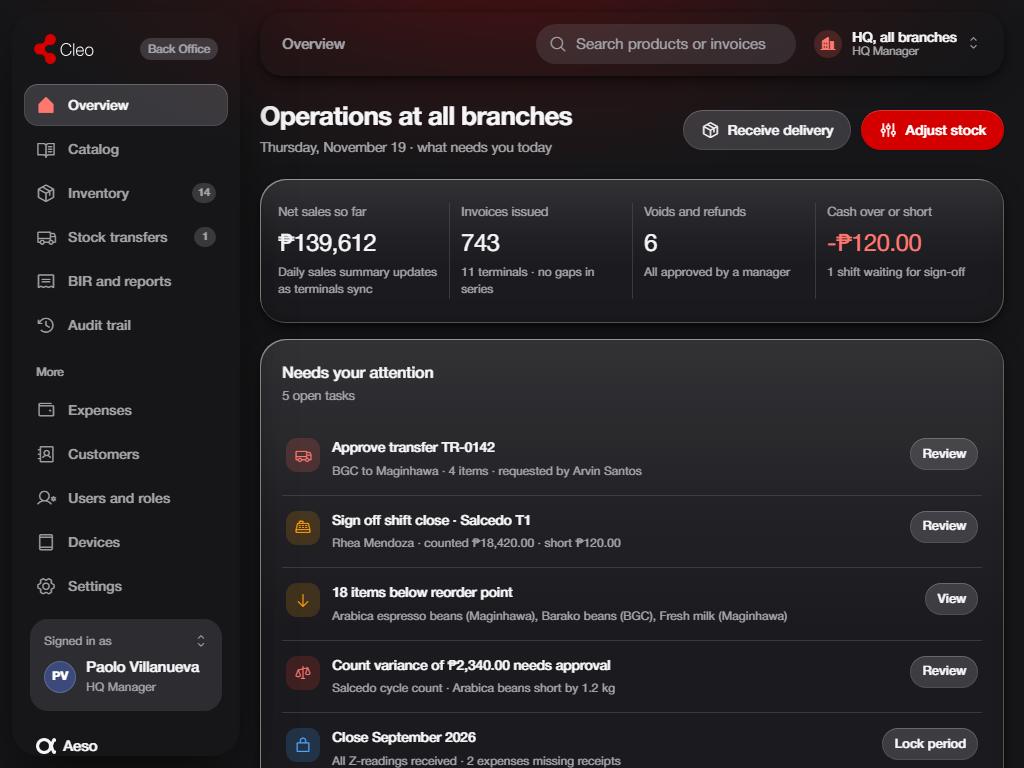 Cleo
Back Office
Overview
Catalog
Inventory
14
Stock transfers
1
BIR and reports
Audit trail
More
Expenses
Customers
Users and roles
Devices
Settings
Signed in as
PV
Paolo Villanueva
HQ Manager
Aeso
Overview
Search products or invoices
HQ, all branches
HQ Manager
Operations at all branches
Thursday, November 19 · what needs you today
Receive delivery
Adjust stock
Net sales so far
₱139,612
Daily sales summary updates
as terminals sync
Invoices issued
743
11 terminals · no gaps in
series
Voids and refunds
6
All approved by a manager
Cash over or short
-₱120.00
1 shift waiting for sign-off
Needs your attention
5 open tasks
Approve transfer TR-0142
BGC to Maginhawa · 4 items · requested by Arvin Santos
Review
Sign off shift close · Salcedo T1
Rhea Mendoza · counted ₱18,420.00 · short ₱120.00
Review
18 items below reorder point
Arabica espresso beans (Maginhawa), Barako beans (BGC), Fresh milk (Maginhawa)
View
Count variance of ₱2,340.00 needs approval
Salcedo cycle count · Arabica beans short by 1.2 kg
Review
Close September 2026
All Z-readings received · 2 expenses missing receipts
Lock period